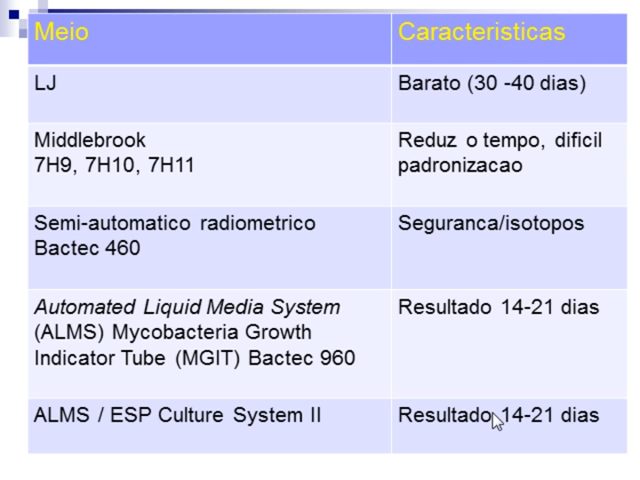 Meio
Caracteristicas
LJ
Barato (30 -40 dias)
Middlebrook
7H9, 7H10, 7H11
Reduz o tempo, dificil
padronizacao
Semi-automatico radiometrico
Bactec 460
Seguranca/isotopos
Automated Liquid Media System
(ALMS) Mycobacteria Growth
Indicator Tube (MGIT) Bactec 960
Resultado 14-21 dias
ALMS / ESP Culture System II
Resultado 14-21 dias